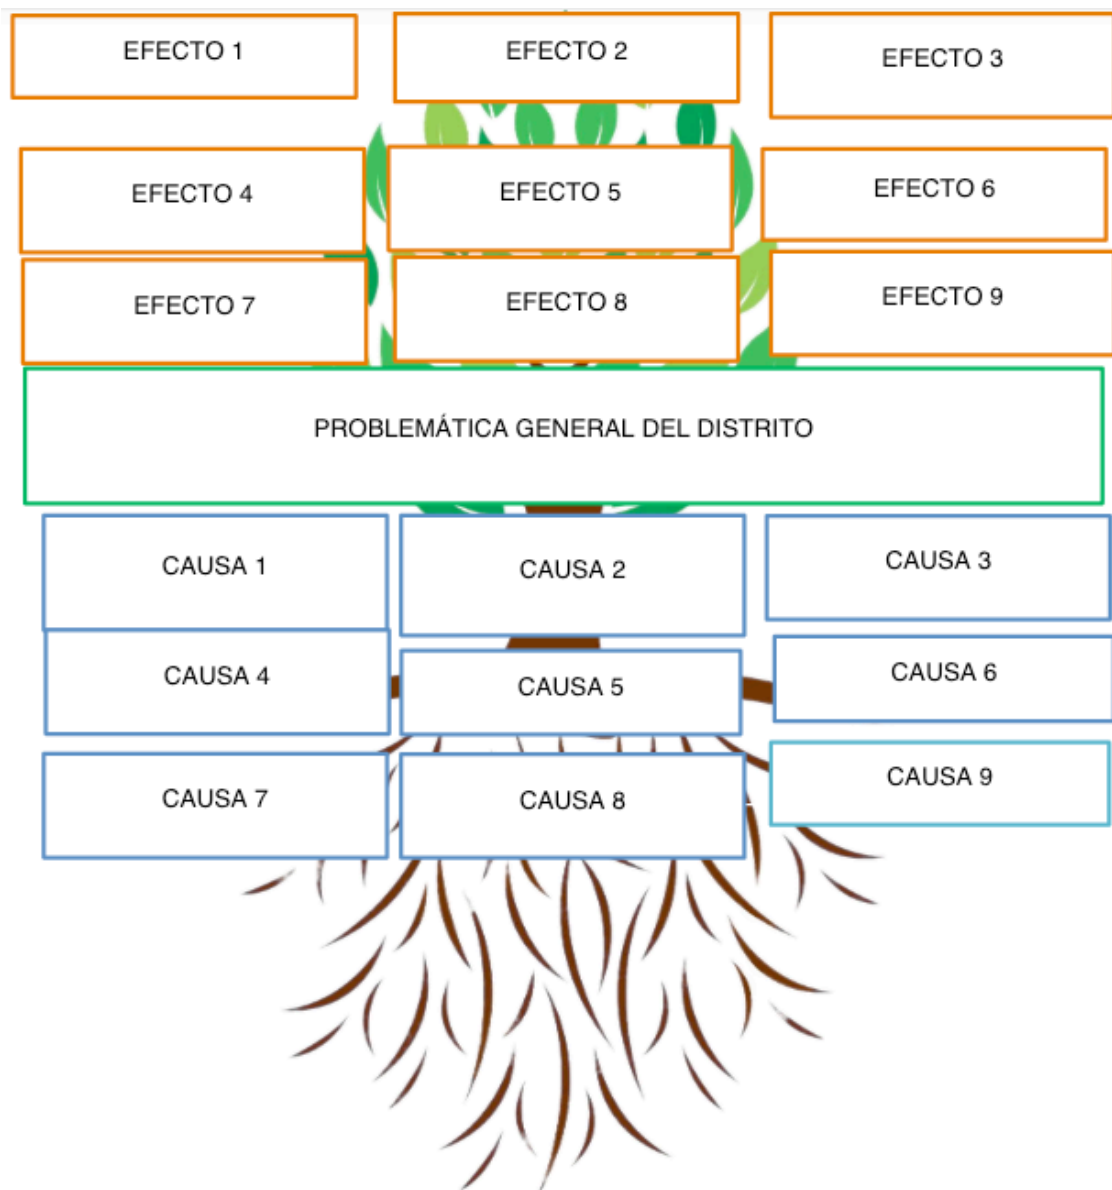 EFECTO 1
EFECTO 2
EFECTO 3
EFECTO 4
EFECTO 5
EFECTO 6
EFECTO 7
EFECTO 8
EFECTO 9
PROBLEMÁTICA GENERAL DEL DISTRITO
CAUSA 1
CAUSA 2
CAUSA 3
CAUSA 4
CAUSA 5
CAUSA 6
CAUSA 7
CAUSA 8
CAUSA 9